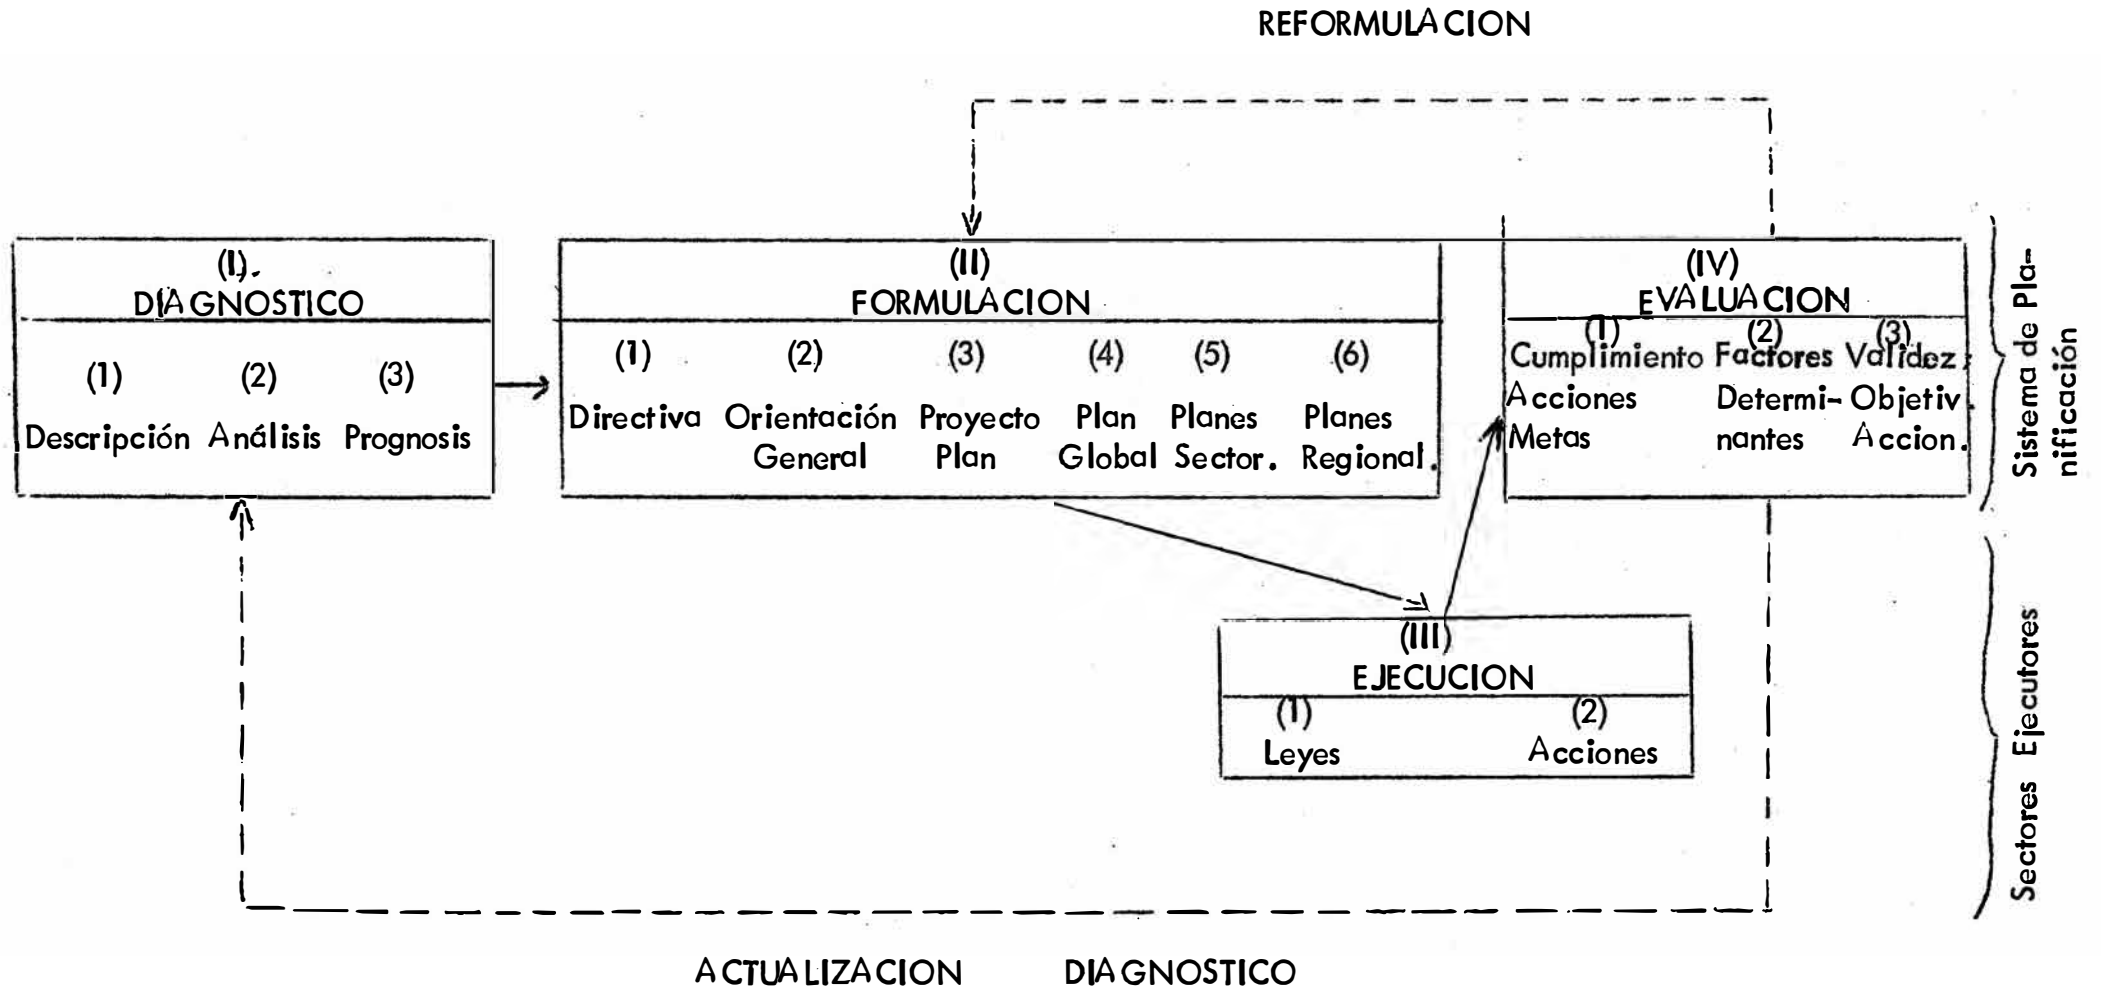 REFORMULACION
(I).
DIAGNOSTICO
(1) (2) (3)
Descripción Análisis Prognosis
(II)
FORMULACION
(1) (2) (3) (4) (5) (6)
Directiva Orientación Proyecto Plan Planes Planes
General Plan Global Sector. Regional.
(IV)
EVALUACION
(1) (2) (3)
Cumplimiento Factores Validez,
Acciones Determi- Objetiv.
Metas nantes Accion.
(III)
EJECUCION
(1) (2)
Leyes Acciones
Sistema de Pla-
nificación
Sectores Ejecutores
ACTUALIZACION DIAGNOSTICO